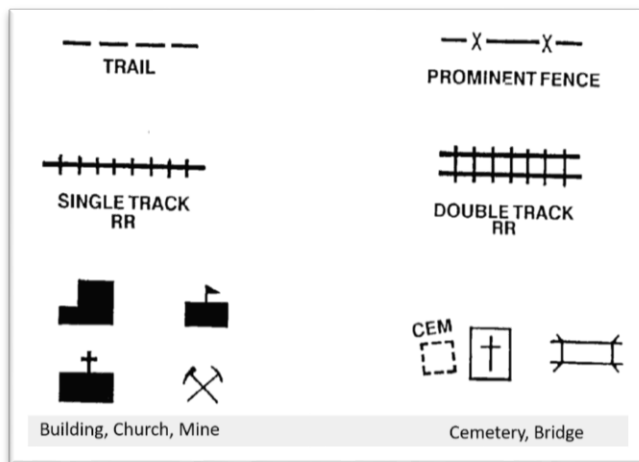 TRAIL
PROMINENT FENCE
SINGLE TRACK
RR
DOUBLE TRACK
RR
CEM
Building, Church, Mine
Cemetery, Bridge